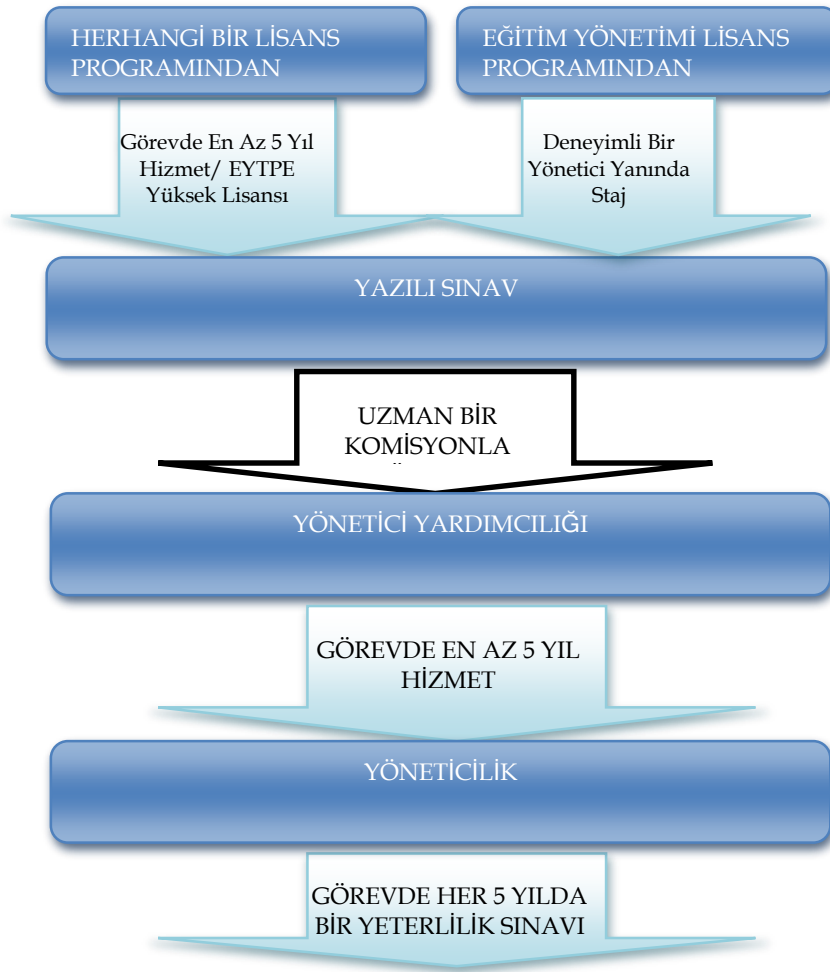 HERHANGİ BİR LİSANS
PROGRAMINDAN
EĞİTİM YÖNETİMİ LİSANS
PROGRAMINDAN
Görevde En Az 5 Yıl
Hizmet/ EYTPE
Yüksek Lisansı
Deneyimli Bir
Yönetici Yanında
Staj
YAZILI SINAV
UZMAN BİR
KOMİSYONLA
YÖNETİCİ YARDIMCILIĞI
GÖREVDE EN AZ 5 YIL
HİZMET
YÖNETİCİLİK
GÖREVDE HER 5 YILDA
BİR YETERLİLİK SINAVI